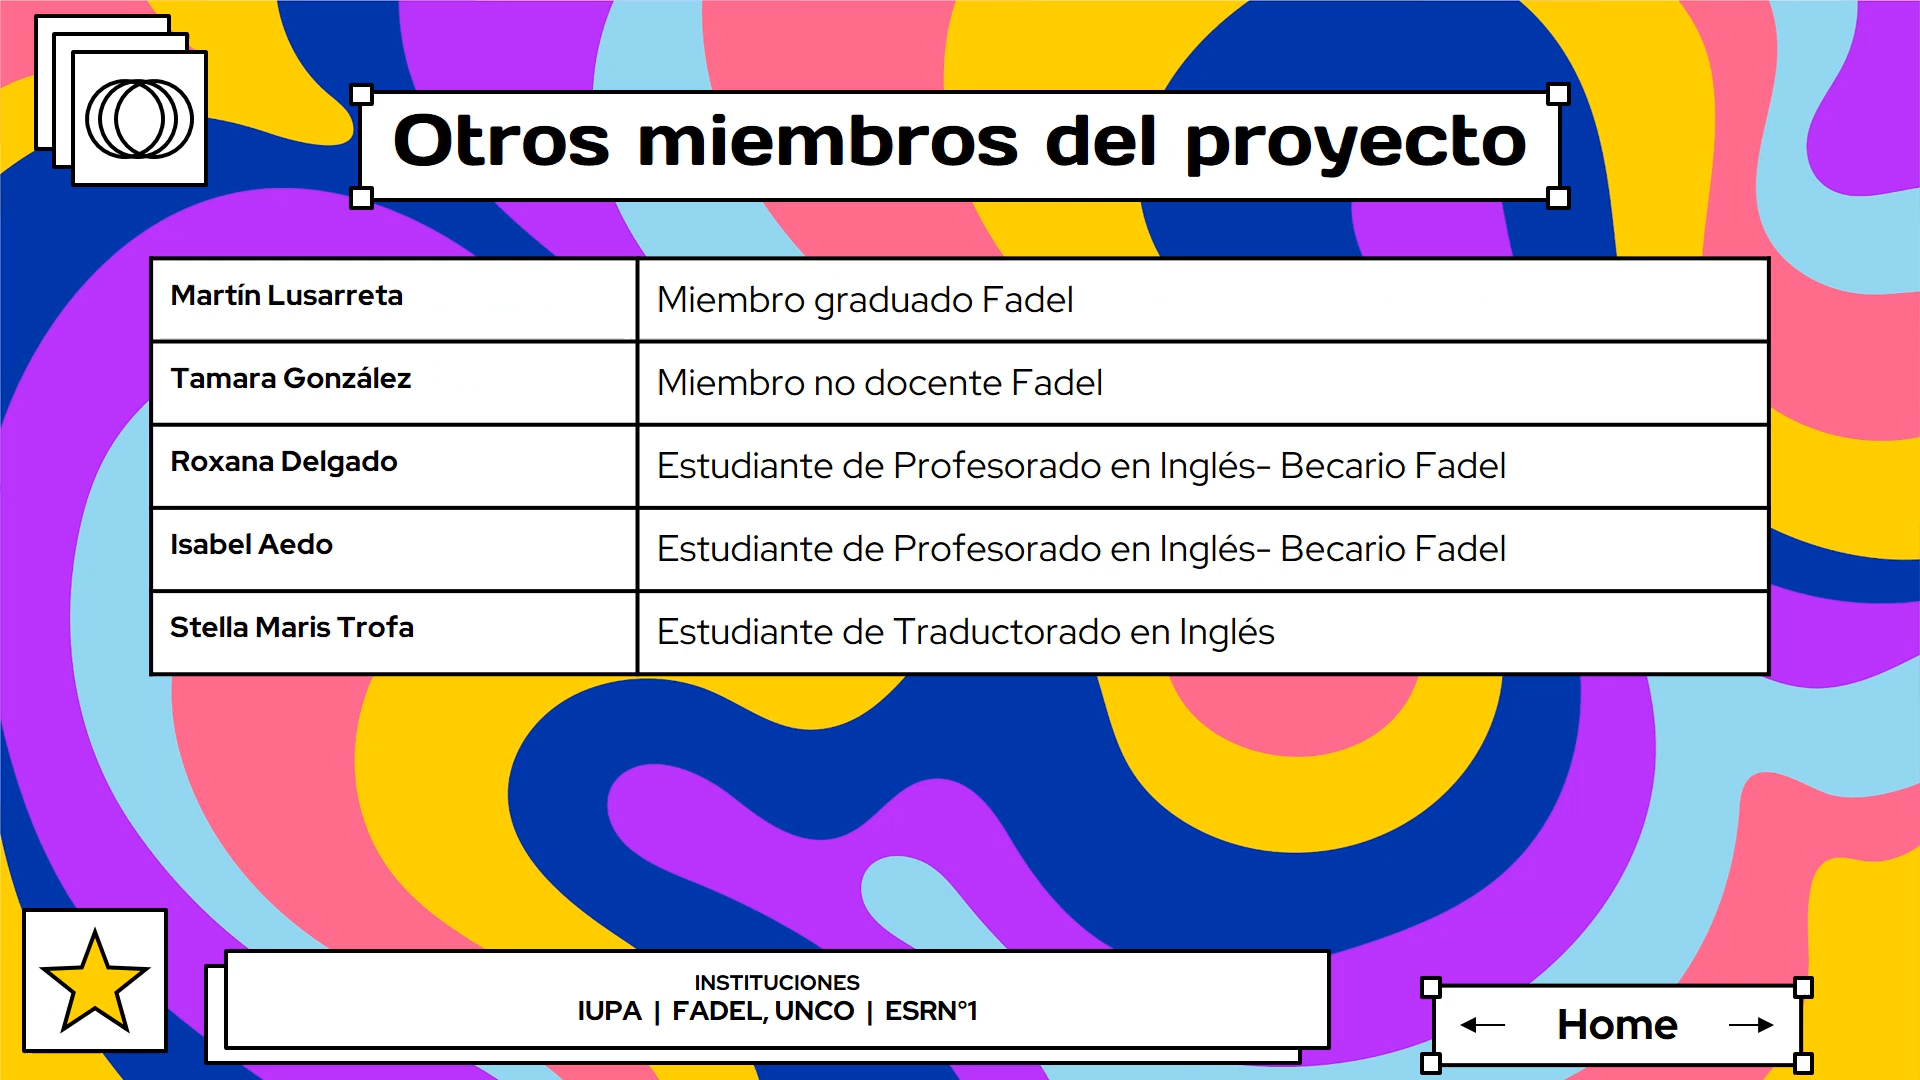 Otros miembros del proyecto
Martín Lusarreta
Miembro graduado Fadel
Tamara González
Miembro no docente Fadel
Roxana Delgado
Estudiante de Profesorado en Inglés- Becario Fadel
Isabel Aedo
Estudiante de Profesorado en Inglés- Becario Fadel
Stella Maris Trofa
Estudiante de Traductorado en Inglés
INSTITUCIONES
IUPA | FADEL, UNCO | ESRN°1
Home